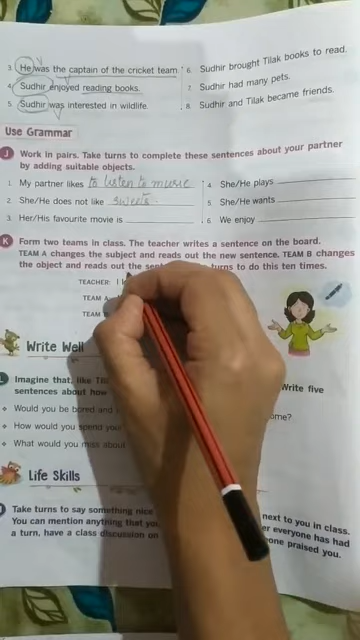 3. He was the captain of the cricket team
4. Sudhir enjoyed reading books.
5. Sudhir was interested in wildlife.
6. Sudhir brought Tilak books to read.
7. Sudhir had many pets.
8. Sudhir and Tilak became friends.
Use Grammar
J Work in pairs. Take turns to complete these sentences about your partner
by adding suitable objects.
1. My partner likes to listen to music
2. She/He does not like sweets.
3. Her/His favourite movie is
4. She/He plays
5. She/He wants
6. We enjoy
K Form two teams in class. The teacher writes a sentence on the board.
TEAM A changes the subject and reads out the new sentence. TEAM B changes
the object and reads out the turns to do this ten times.
TEACHER: I
TEAM A
TEAM
Write Well
Imagine that, like Write five
sentences about how
Would you be bored and
How would you spend your
What would you miss about
Life Skills
Take turns to say something nice next to you in class.
You can mention anything that everyone has had
a turn, have a class discussion on praised you.